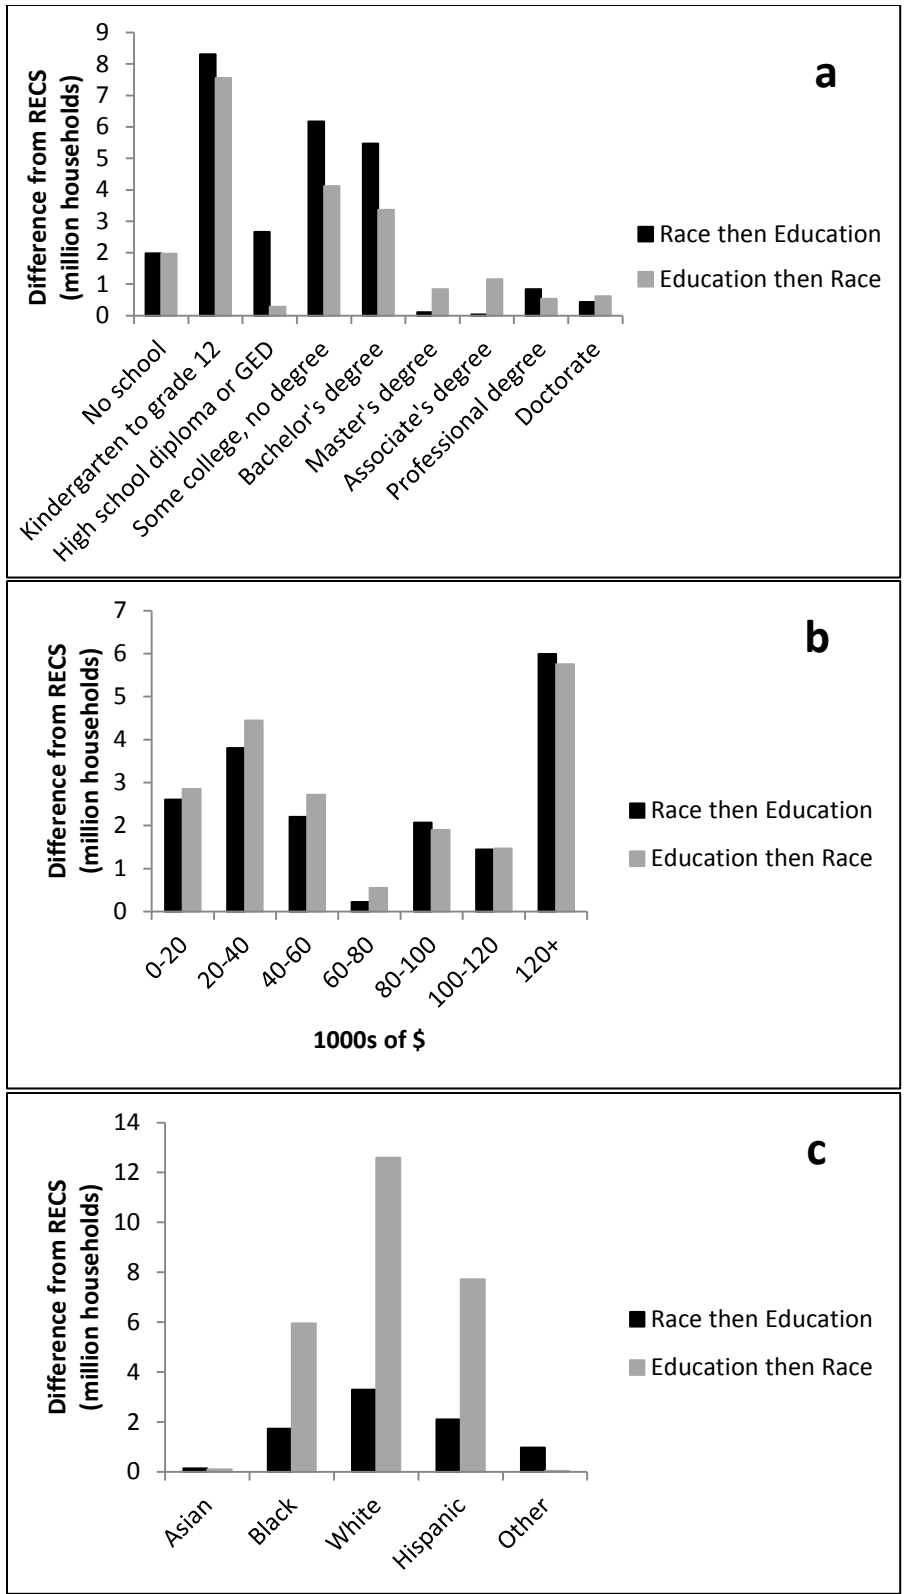 a
Difference from RECS
(million households)
9
8
7
6
5
4
3
2
1
0
No school
Kindergarten to grade 12
High school diploma or GED
Some college, no degree
Bachelor's degree
Master's degree
Associate's degree
Professional degree
Doctorate
Race then Education
Education then Race
b
Difference from RECS
(million households)
7
6
5
4
3
2
1
0
0-20
20-40
40-60
60-80
80-100
100-120
120+
1000s of $
Race then Education
Education then Race
c
Difference from RECS
(million households)
14
12
10
8
6
4
2
0
Asian
Black
White
Hispanic
Other
Race then Education
Education then Race